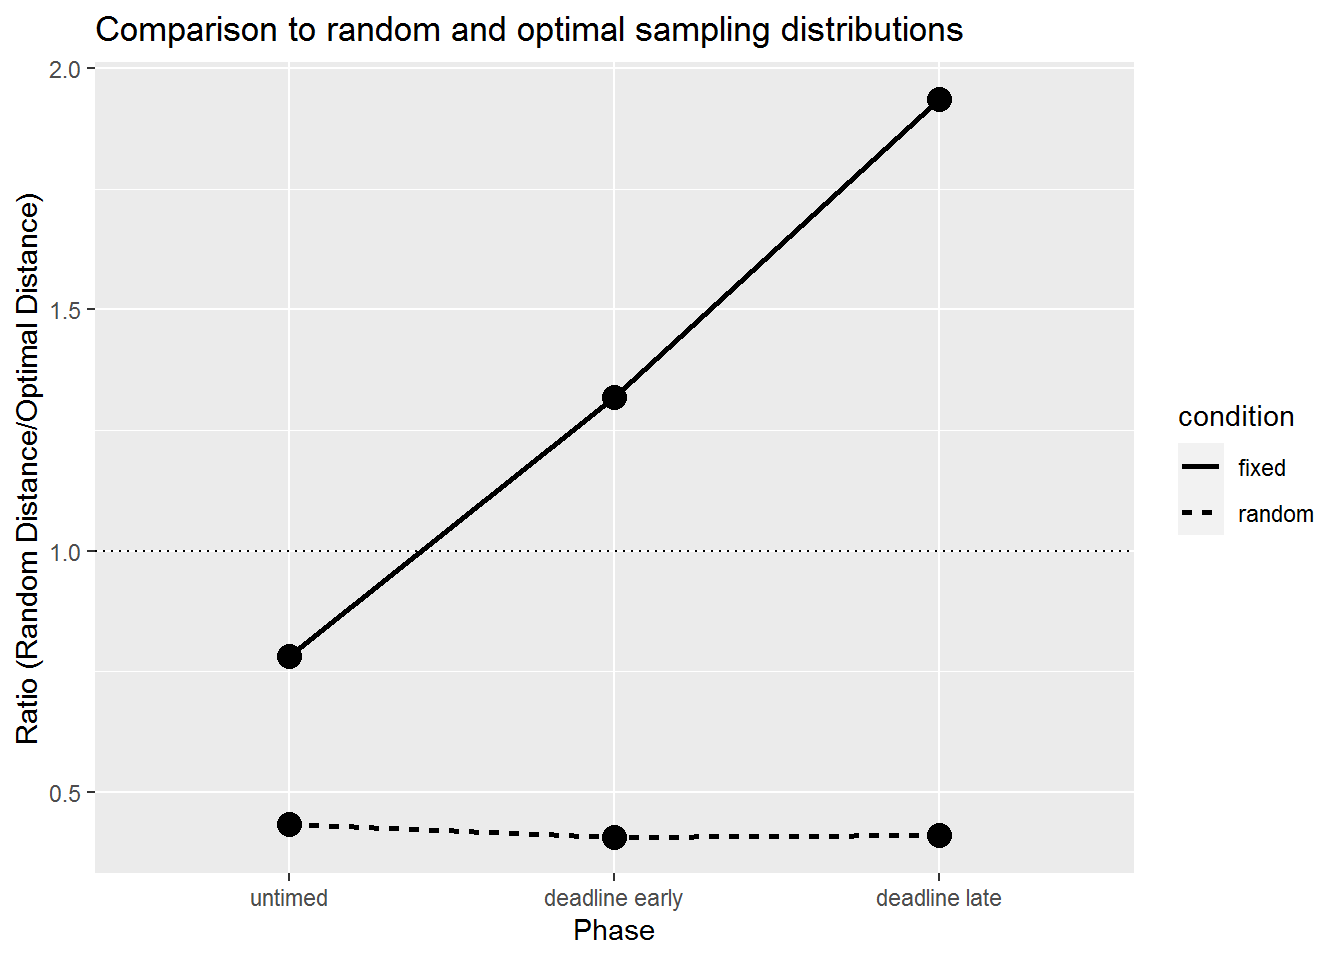 Comparison to random and optimal sampling distributions
Ratio (Random Distance/Optimal Distance)
2.0
1.5
1.0
0.5
untimed
deadline early
deadline late
Phase
condition
fixed
random